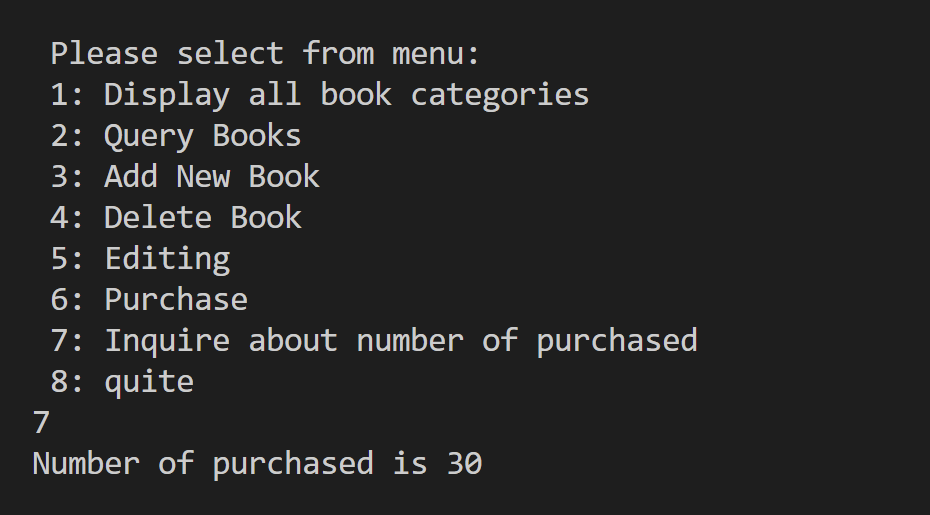 Please select from menu:
1: Display all book categories
2: Query Books
3: Add New Book
4: Delete Book
5: Editing
6: Purchase
7: Inquire about number of purchased
8: quite
7
Number of purchased is 30